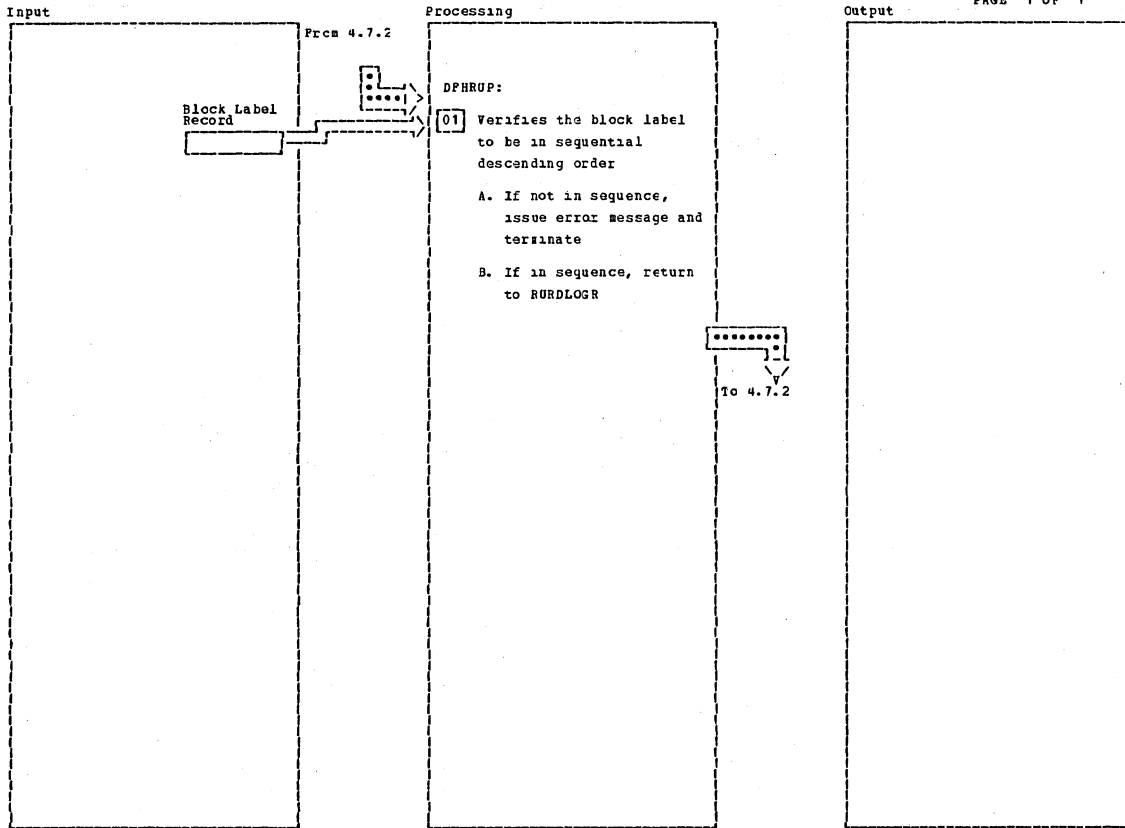 PAGE 1 OF 1
Input
Processing
Output
From 4.7.2
DPHRUP:
Block Label
Record
01 Verifies the block label
to be in sequential
descending order
A. If not in sequence,
issue error message and
terminate
B. If in sequence, return
to RURDLOGR
To 4.7.2